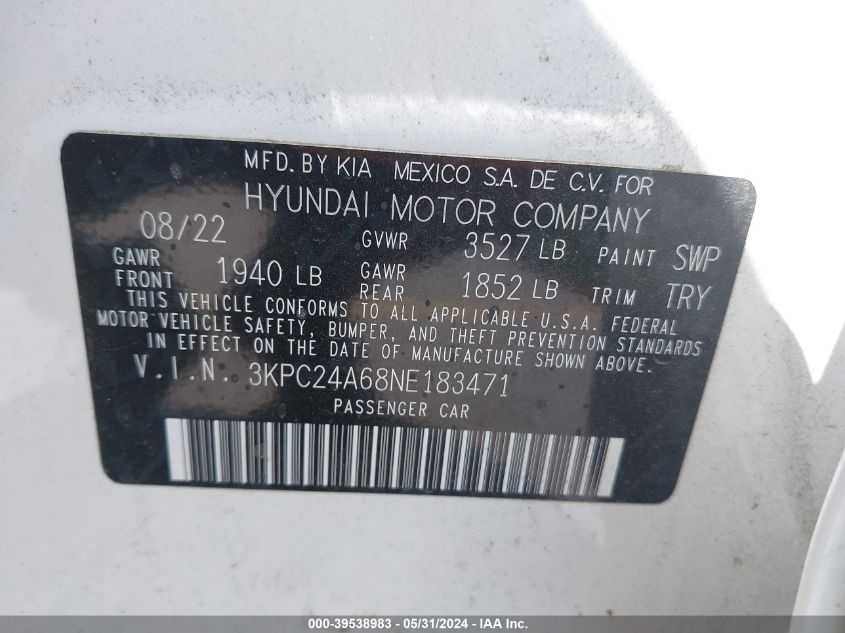 MFD. BY KIA MEXICO S.A. DE C.V. FOR
HYUNDAI MOTOR COMPANY
08/22 GVWR 3527 LB PAINT SWP
GAWR FRONT 1940 LB GAWR REAR 1852 LB TRIM TRY
THIS VEHICLE CONFORMS TO ALL APPLICABLE U.S.A. FEDERAL
MOTOR VEHICLE SAFETY, BUMPER, AND THEFT PREVENTION STANDARDS
IN EFFECT ON THE DATE OF MANUFACTURE SHOWN ABOVE.
V.I.N. 3KPC24A68NE183471
PASSENGER CAR
000-39538983 - 05/31/2024 - IAA Inc.